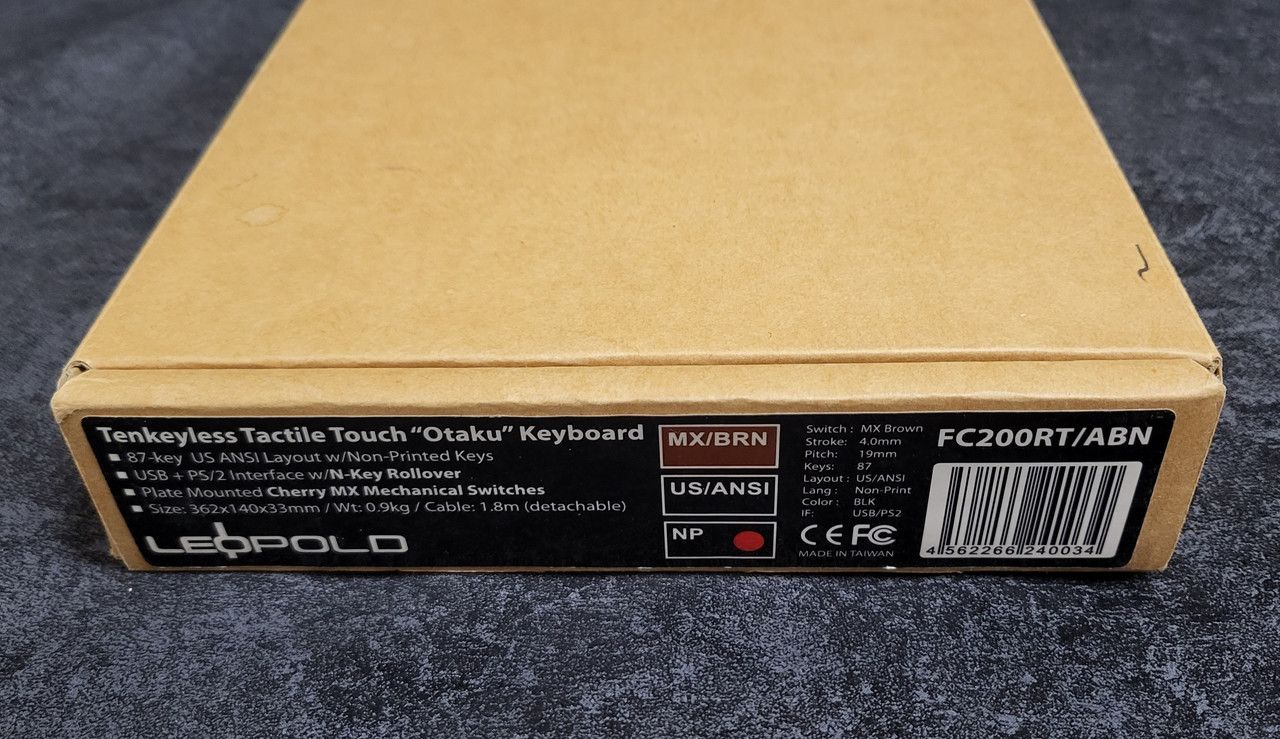 Tenkeyless Tactile Touch “Otaku” Keyboard
87-key US ANSI Layout w/Non-Printed Keys
USB + PS/2 Interface w/N-Key Rollover
Plate Mounted Cherry MX Mechanical Switches
Size: 362x140x33mm / Wt: 0.9kg / Cable: 1.8m (detachable)
LEOPOLD
MX/BRN
US/ANSI
NP
Switch : MX Brown
Stroke: 4.0mm
Pitch: 19mm
Keys: 87
Layout : US/ANSI
Lang : Non-Print
Color : BLK
IF: USB/PS2
CE FC
MADE IN TAIWAN
FC200RT/ABN
4 562266 240034